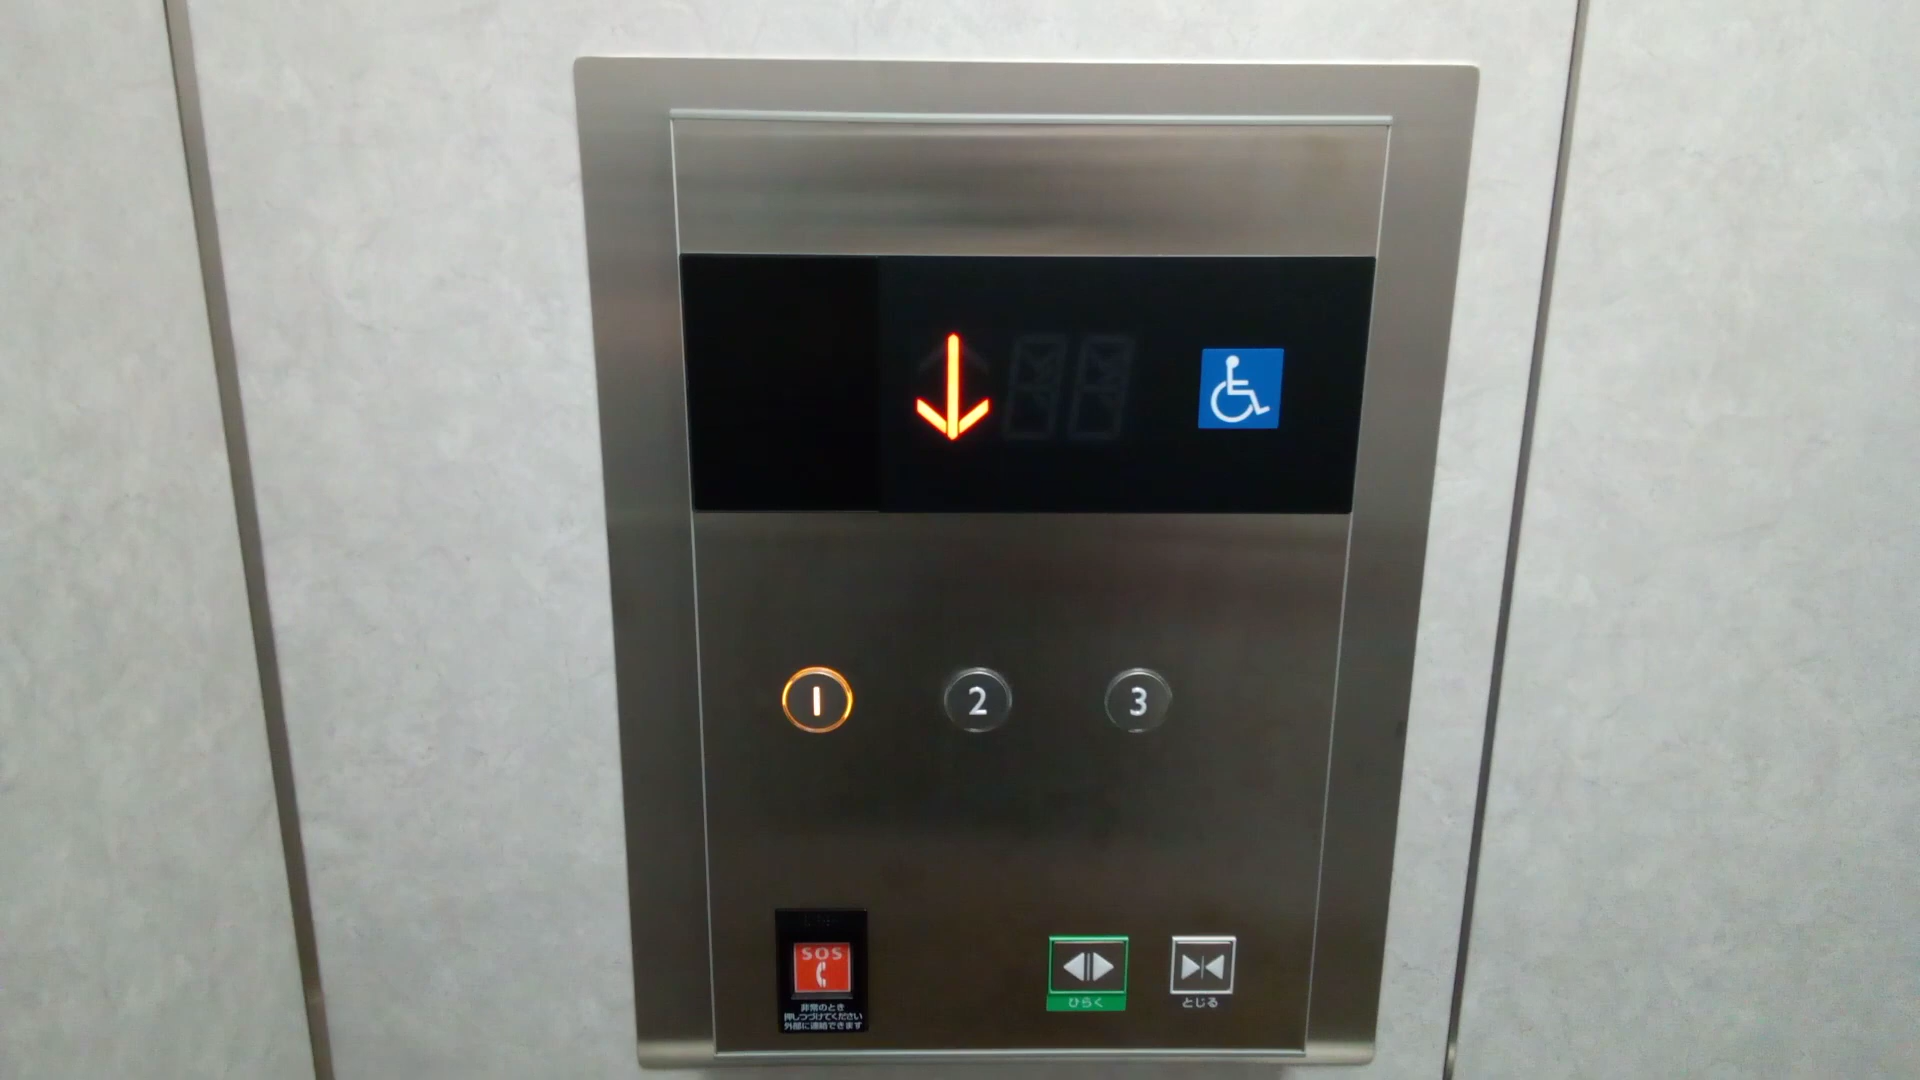 1 2 3
SOS
非常のとき
押しつづけてください
外部に連絡できます
ひらく
とじる